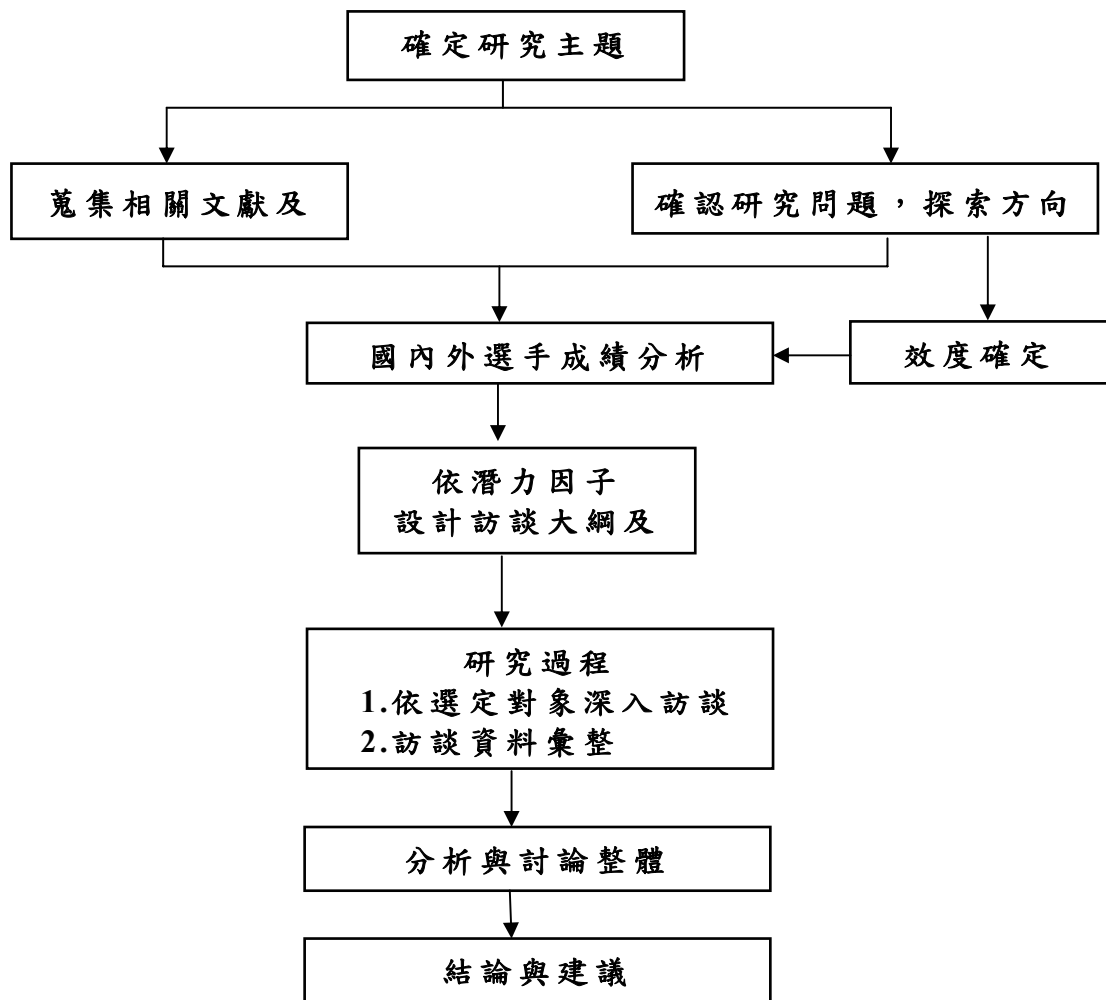 確定研究主題
蒐集相關文獻及
確認研究問題，探索方向
國內外選手成績分析
效度確定
依潛力因子
設計訪談大綱及
研究過程
1.依選定對象深入訪談
2.訪談資料彙整
分析與討論整體
結論與建議